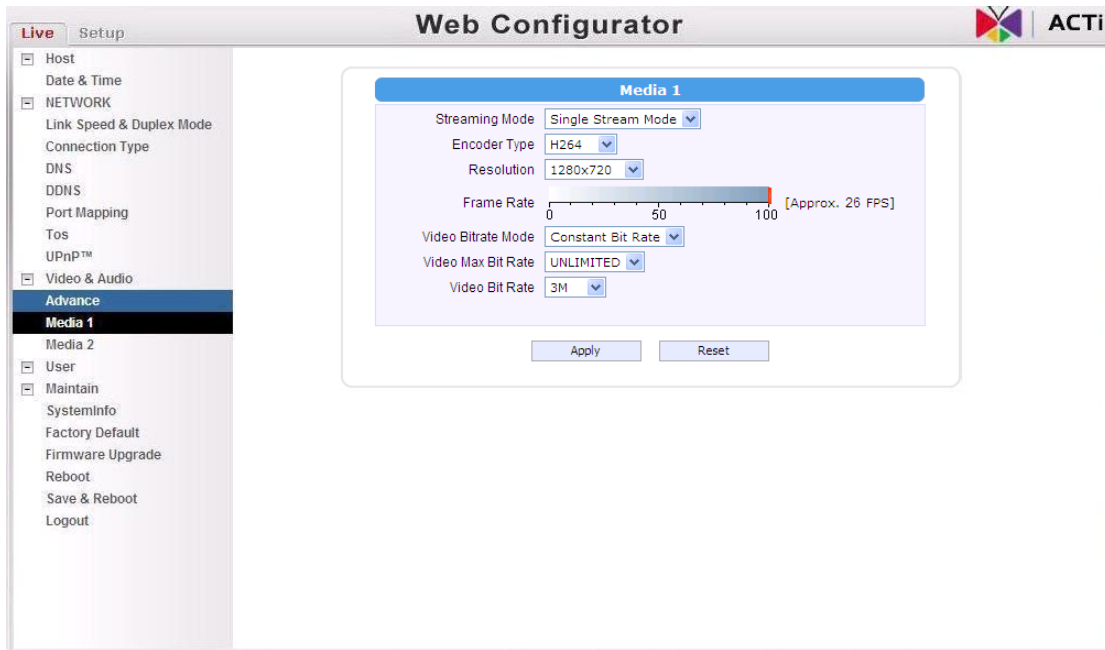 Web Configurator
ACTi
Live Setup
Host
Date & Time
NETWORK
Link Speed & Duplex Mode
Connection Type
DNS
DDNS
Port Mapping
Tos
UPnP™
Video & Audio
Advance
Media 1
Media 2
User
Maintain
SystemInfo
Factory Default
Firmware Upgrade
Reboot
Save & Reboot
Logout
Media 1
Streaming Mode Single Stream Mode
Encoder Type H264
Resolution 1280x720
Frame Rate 0 50 100 [Approx. 26 FPS]
Video Bitrate Mode Constant Bit Rate
Video Max Bit Rate UNLIMITED
Video Bit Rate 3M
Apply Reset